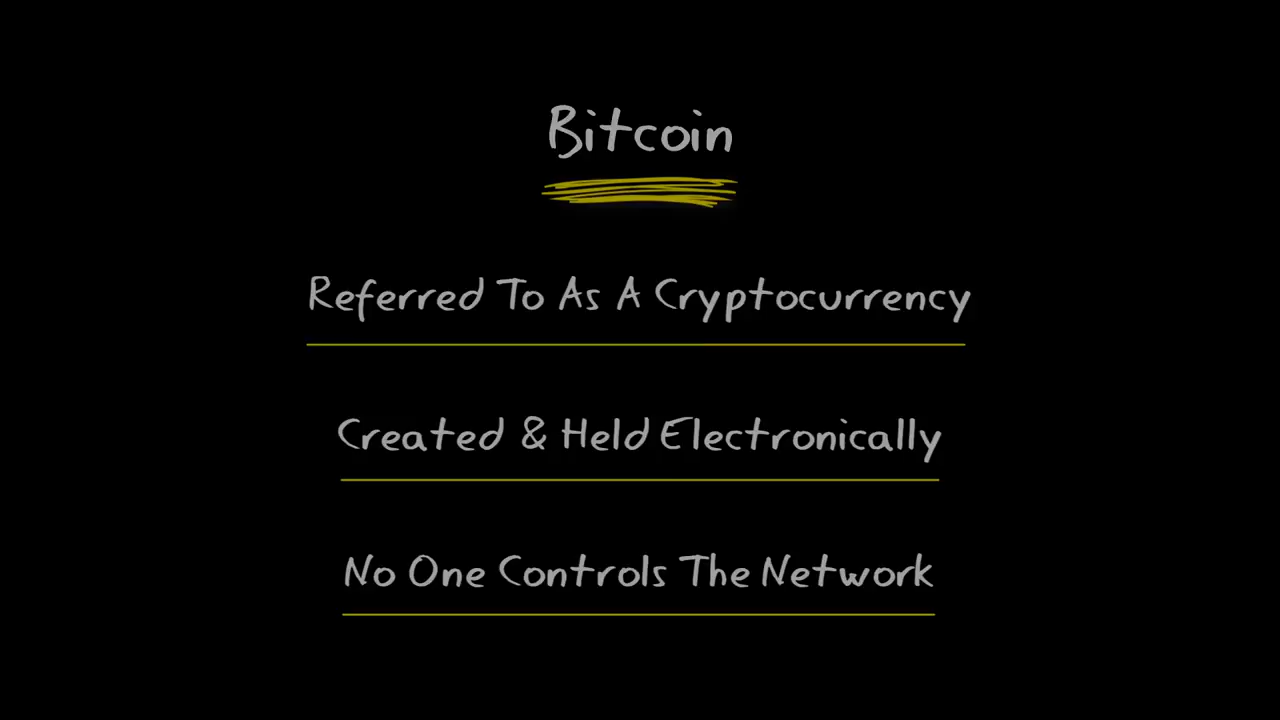 Bitcoin
Referred To As A Cryptocurrency
Created & Held Electronically
No One Controls The Network